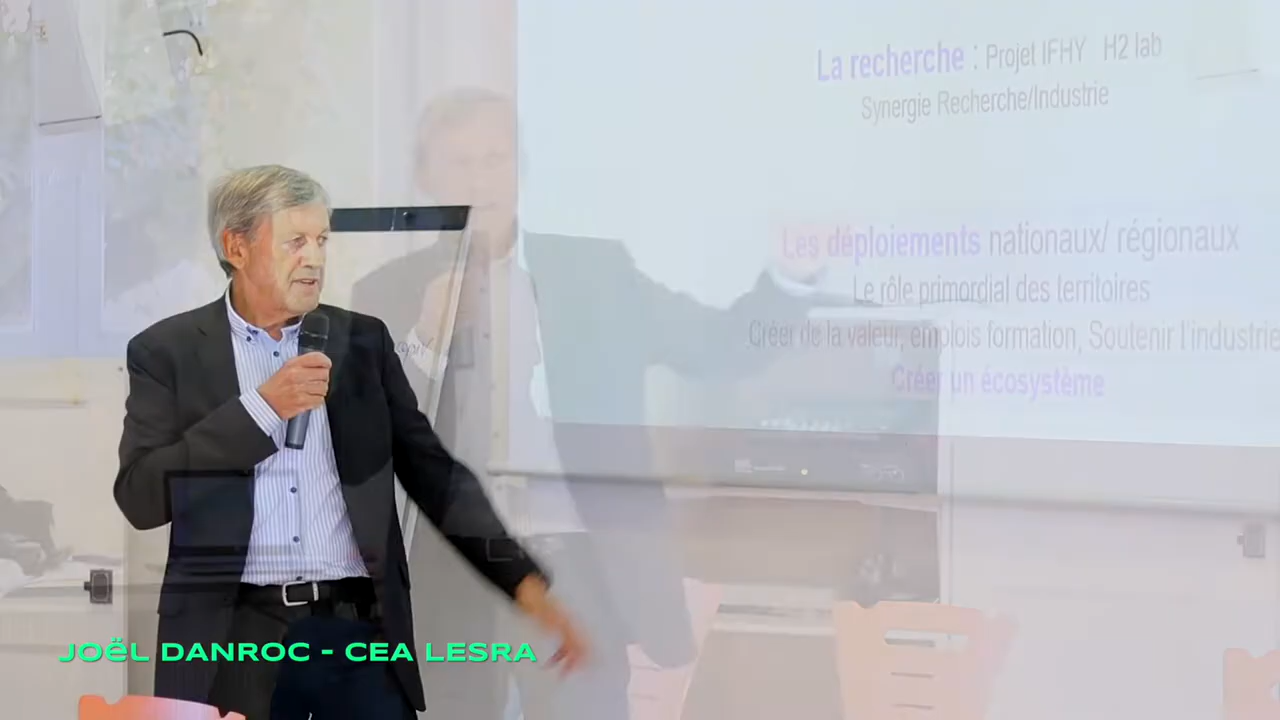 La recherche : Projet IFHY H2 lab
Synergie Recherche/Industrie
Les déploiements nationaux/ régionaux
Le rôle primordial des territoires
Créer de la valeur, emplois formation, Soutenir l'industrie
Créer un écosystème
JOËL DANROC - CEA LESRA